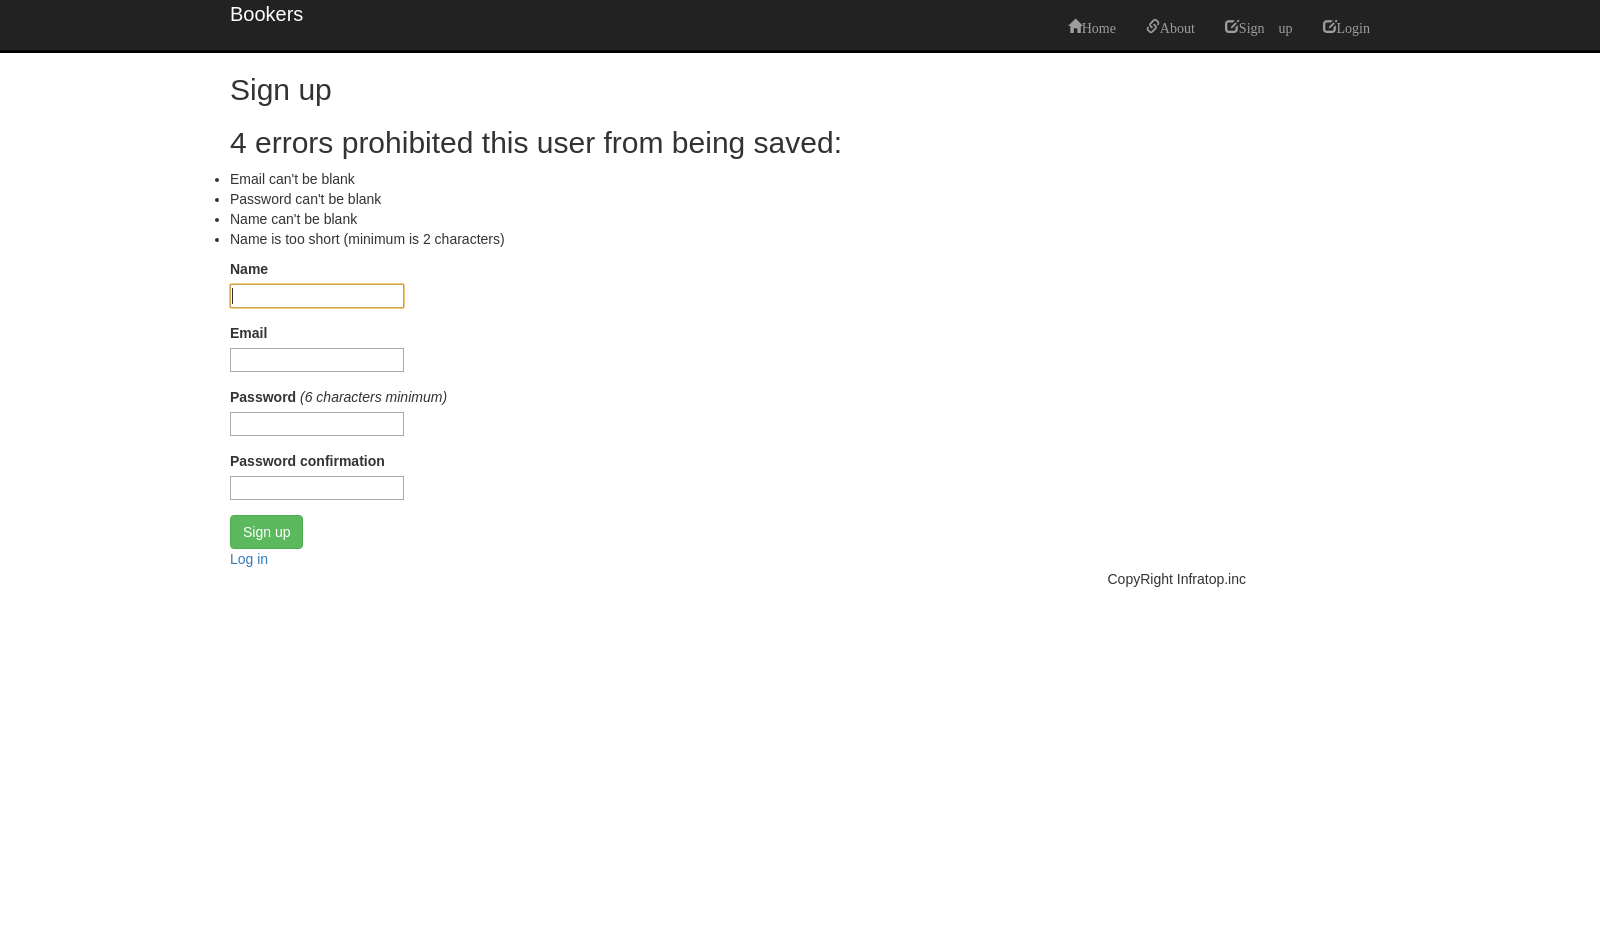 Bookers
Home About Sign up Login
Sign up
4 errors prohibited this user from being saved:
Email can't be blank
Password can't be blank
Name can't be blank
Name is too short (minimum is 2 characters)
Name
Email
Password (6 characters minimum)
Password confirmation
Sign up
Log in
CopyRight Infratop.inc